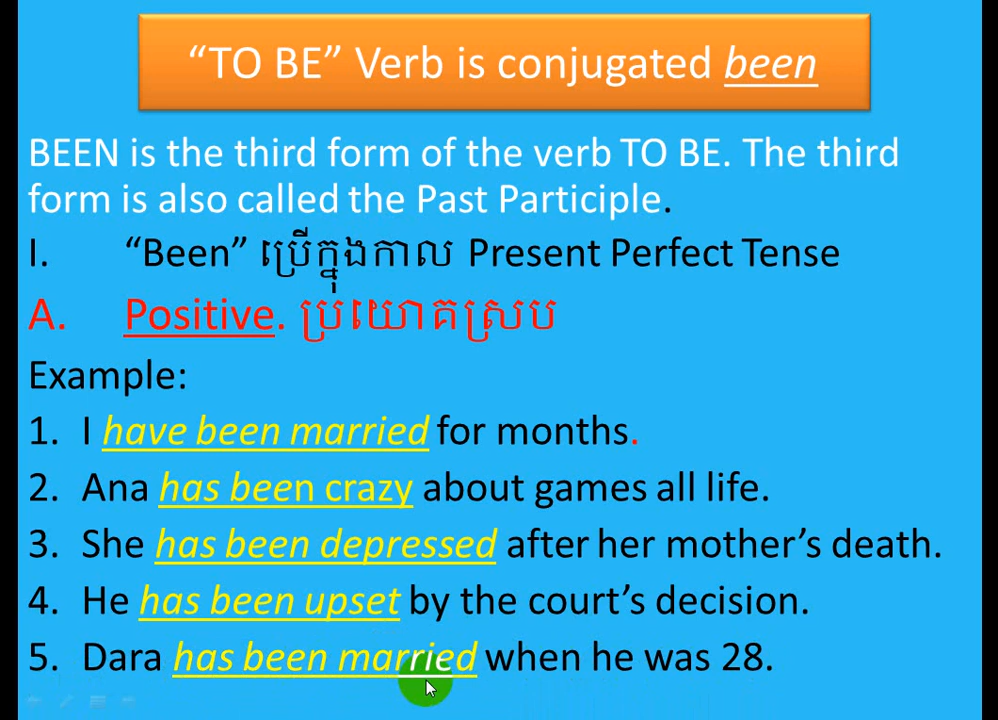 “TO BE” Verb is conjugated been
BEEN is the third form of the verb TO BE. The third
form is also called the Past Participle.
I. “Been” ប្រើក្នុងកាល Present Perfect Tense
A. Positive. ប្រយោគស្រប
Example:
1. I have been married for months.
2. Ana has been crazy about games all life.
3. She has been depressed after her mother’s death.
4. He has been upset by the court’s decision.
5. Dara has been married when he was 28.